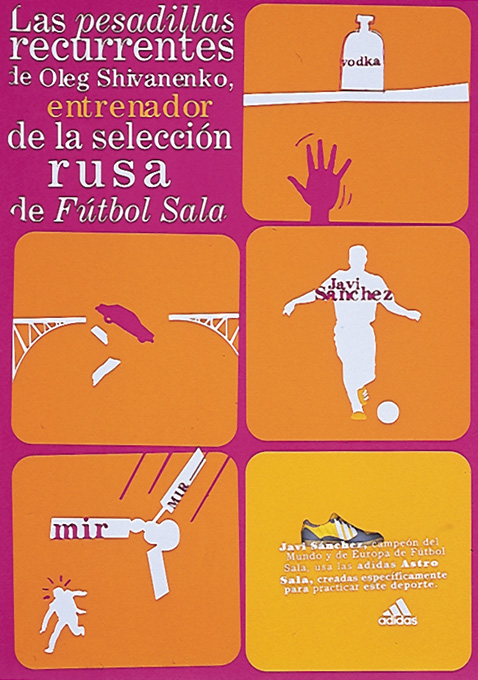 Las pesadillas
recurrentes
de Oleg Shivanenko,
entrenador
de la selección
rusa
de Fútbol Sala
vodka
Javi
Sánchez
MIR
mir
Javi Sánchez, campeón del
Mundo y de Europa de Fútbol
Sala, usa las adidas Astro
Sala, creadas específicamente
para practicar este deporte.
adidas